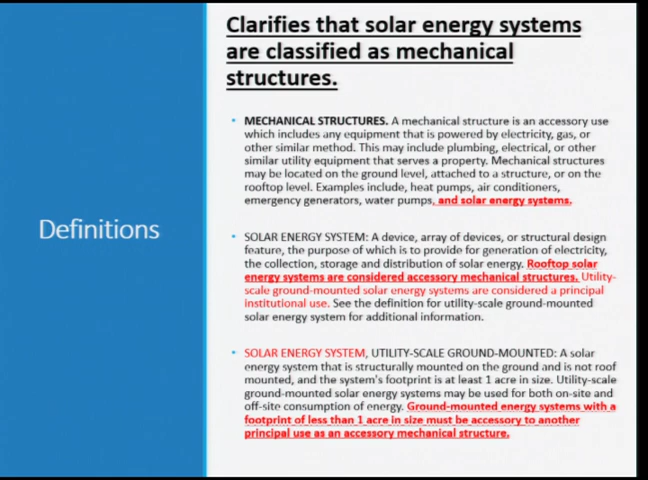 Clarifies that solar energy systems
are classified as mechanical
structures.
Definitions
• MECHANICAL STRUCTURES. A mechanical structure is an accessory use
which includes any equipment that is powered by electricity, gas, or
other similar method. This may include plumbing, electrical, or other
similar utility equipment that serves a property. Mechanical structures
may be located on the ground level, attached to a structure, or on the
rooftop level. Examples include, heat pumps, air conditioners,
emergency generators, water pumps, and solar energy systems.
• SOLAR ENERGY SYSTEM: A device, array of devices, or structural design
feature, the purpose of which is to provide for generation of electricity,
the collection, storage and distribution of solar energy. Rooftop solar
energy systems are considered accessory mechanical structures. Utility-
scale ground-mounted solar energy systems are considered a principal
institutional use. See the definition for utility-scale ground-mounted
solar energy system for additional information.
• SOLAR ENERGY SYSTEM, UTILITY-SCALE GROUND-MOUNTED: A solar
energy system that is structurally mounted on the ground and is not roof
mounted, and the system's footprint is at least 1 acre in size. Utility-scale
ground-mounted solar energy systems may be used for both on-site and
off-site consumption of energy. Ground-mounted energy systems with a
footprint of less than 1 acre in size must be accessory to another
principal use as an accessory mechanical structure.